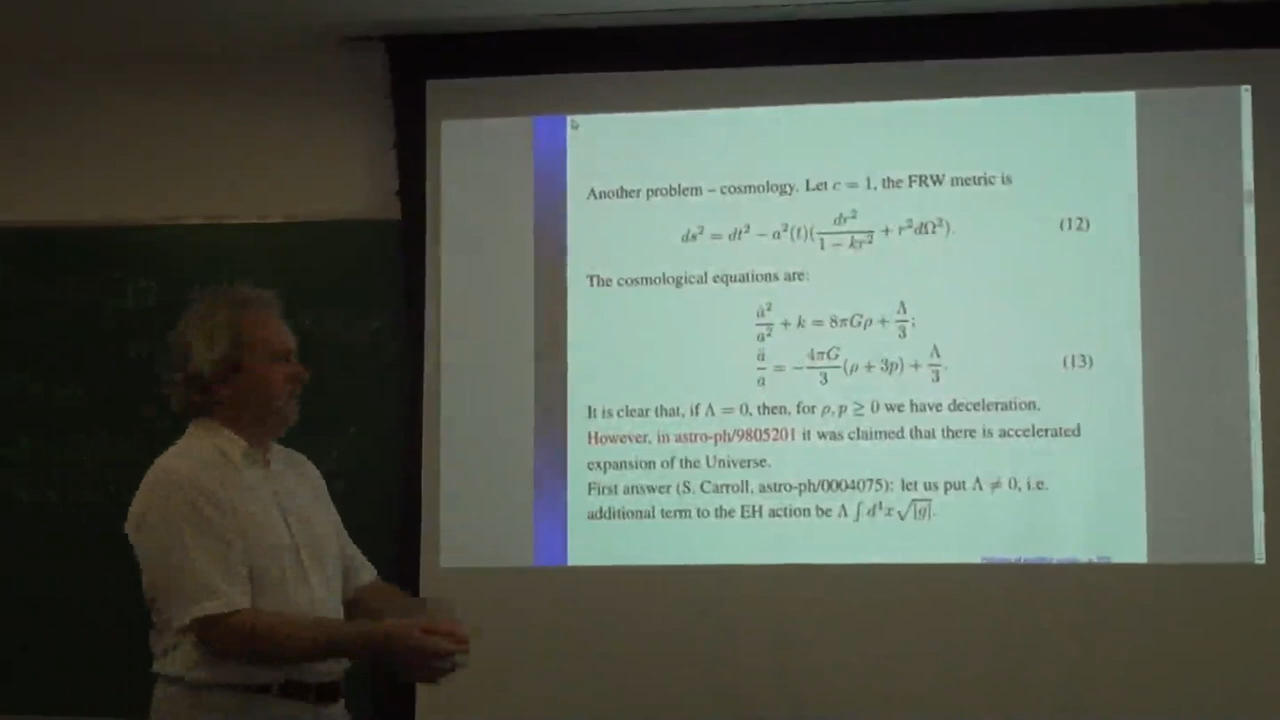 Another problem – cosmology. Let c = 1, the FRW metric is
ds² = dt² − a²(t)(dr²/(1 − kr²) + r²dΩ²). (12)
The cosmological equations are:
ȧ²/a² + k = 8πGρ + Λ/3;
ä/a = −4πG/3 (ρ + 3p) + Λ/3. (13)
It is clear that, if Λ = 0, then, for ρ, p ≥ 0 we have deceleration.
However, in astro-ph/9805201 it was claimed that there is accelerated
expansion of the Universe.
First answer (S. Carroll, astro-ph/0004075): let us put Λ ≠ 0, i.e.
additional term to the EH action be Λ ∫ d⁴x√|g|.